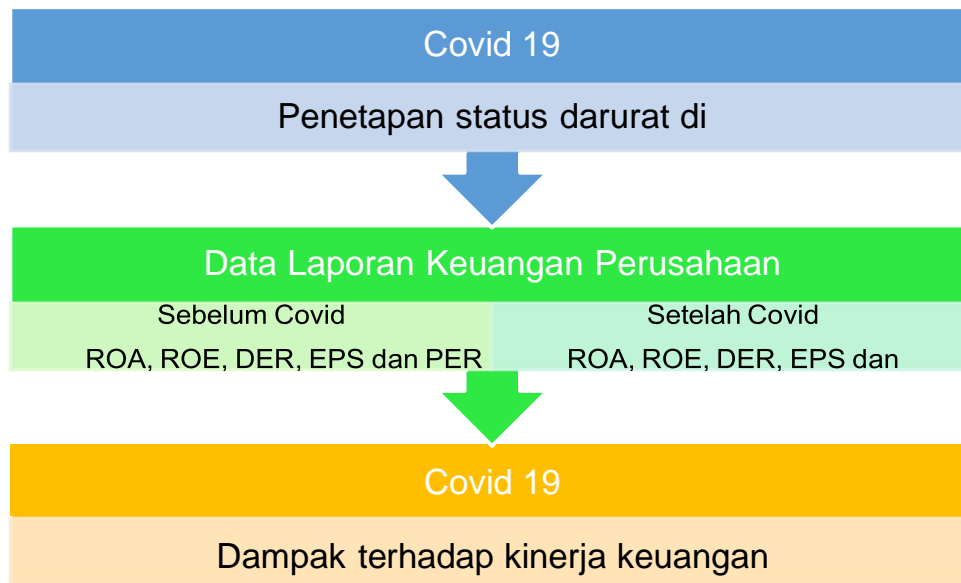 Covid 19
Penetapan status darurat di
Data Laporan Keuangan Perusahaan
Sebelum Covid
ROA, ROE, DER, EPS dan PER
Setelah Covid
ROA, ROE, DER, EPS dan
Covid 19
Dampak terhadap kinerja keuangan